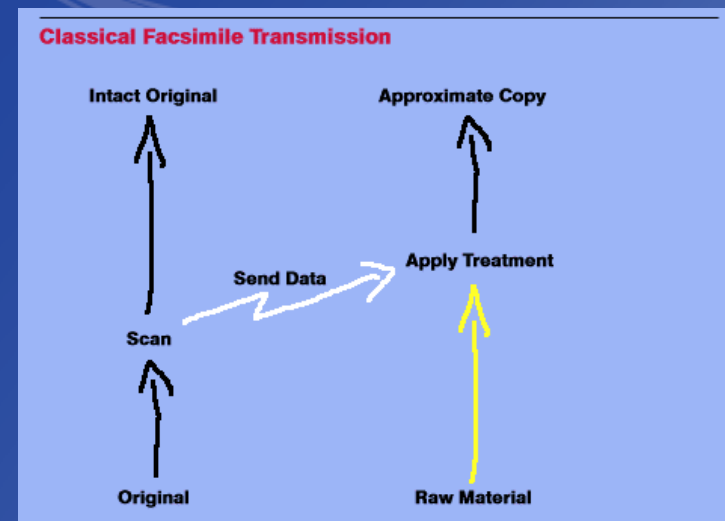 Classical Facsimile Transmission
Intact Original
Approximate Copy
Apply Treatment
Send Data
Scan
Original
Raw Material